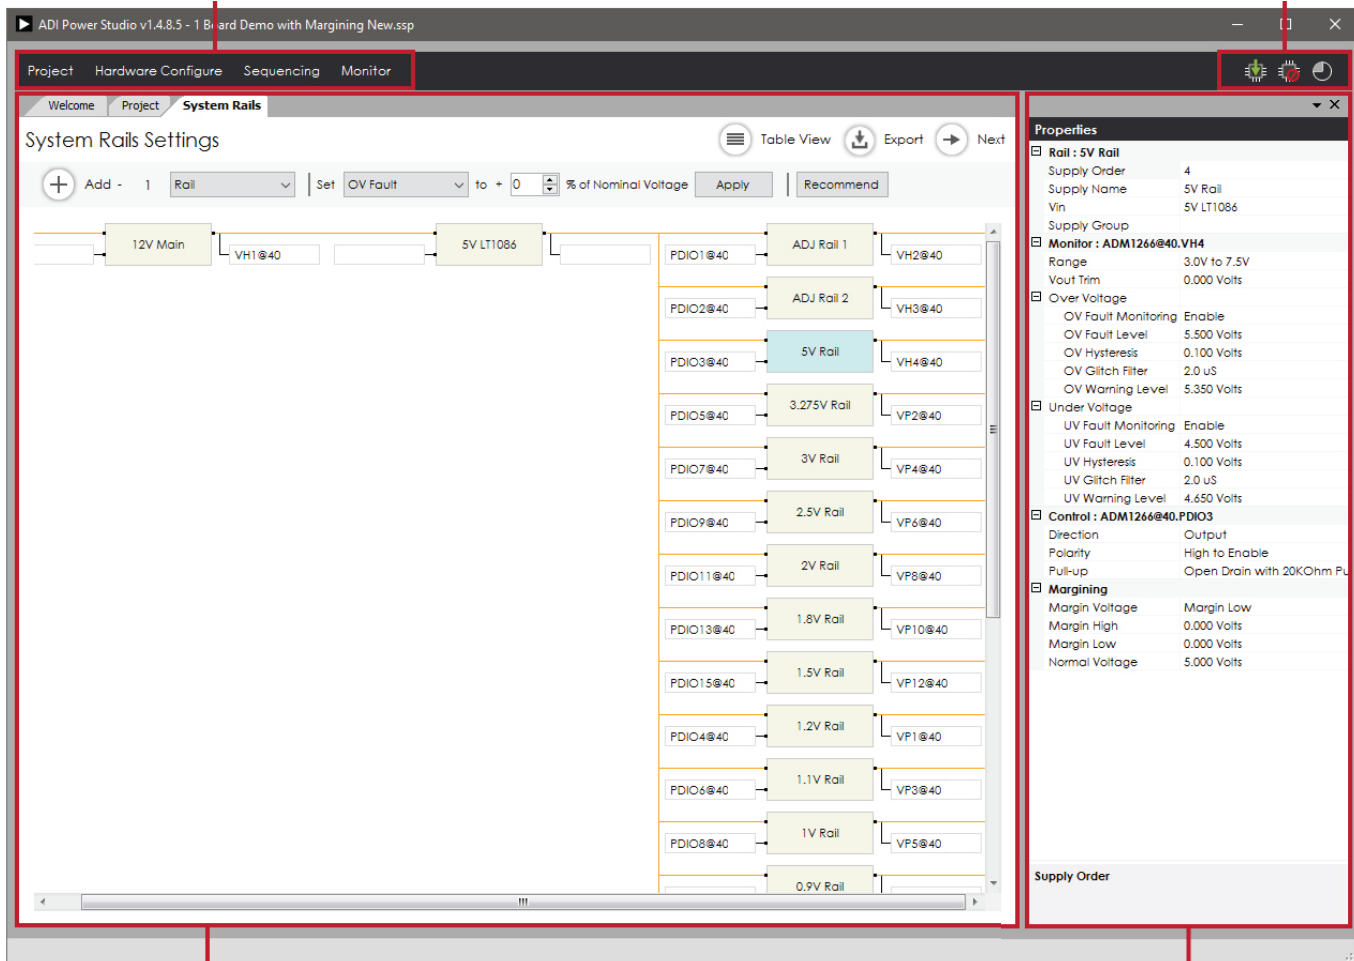 ADI Power Studio v1.4.8.5 - 1 Board Demo with Margining New.ssp
Project Hardware Configure Sequencing Monitor
Welcome Project System Rails
System Rails Settings Table View Export Next
Add - 1 Rail Set OV Fault to + 0 % of Nominal Voltage Apply Recommend
12V Main VH1@40 5V LT1086
PDIO1@40 ADJ Rail 1 VH2@40
PDIO2@40 ADJ Rail 2 VH3@40
PDIO3@40 5V Rail VH4@40
PDIO5@40 3.275V Rail VP2@40
PDIO7@40 3V Rail VP4@40
PDIO9@40 2.5V Rail VP6@40
PDIO11@40 2V Rail VP8@40
PDIO13@40 1.8V Rail VP10@40
PDIO15@40 1.5V Rail VP12@40
PDIO4@40 1.2V Rail VP1@40
PDIO6@40 1.1V Rail VP3@40
PDIO8@40 1V Rail VP5@40
0.9V Rail
Properties
Rail : 5V Rail
Supply Order 4
Supply Name 5V Rail
Vin 5V LT1086
Supply Group
Monitor : ADM1266@40.VH4
Range 3.0V to 7.5V
Vout Trim 0.000 Volts
Over Voltage
OV Fault Monitoring Enable
OV Fault Level 5.500 Volts
OV Hysteresis 0.100 Volts
OV Glitch Filter 2.0 uS
OV Warning Level 5.350 Volts
Under Voltage
UV Fault Monitoring Enable
UV Fault Level 4.500 Volts
UV Hysteresis 0.100 Volts
UV Glitch Filter 2.0 uS
UV Warning Level 4.650 Volts
Control : ADM1266@40.PDIO3
Direction Output
Polarity High to Enable
Pull-up Open Drain with 20KOhm Pu
Margining
Margin Voltage Margin Low
Margin High 0.000 Volts
Margin Low 0.000 Volts
Normal Voltage 5.000 Volts
Supply Order